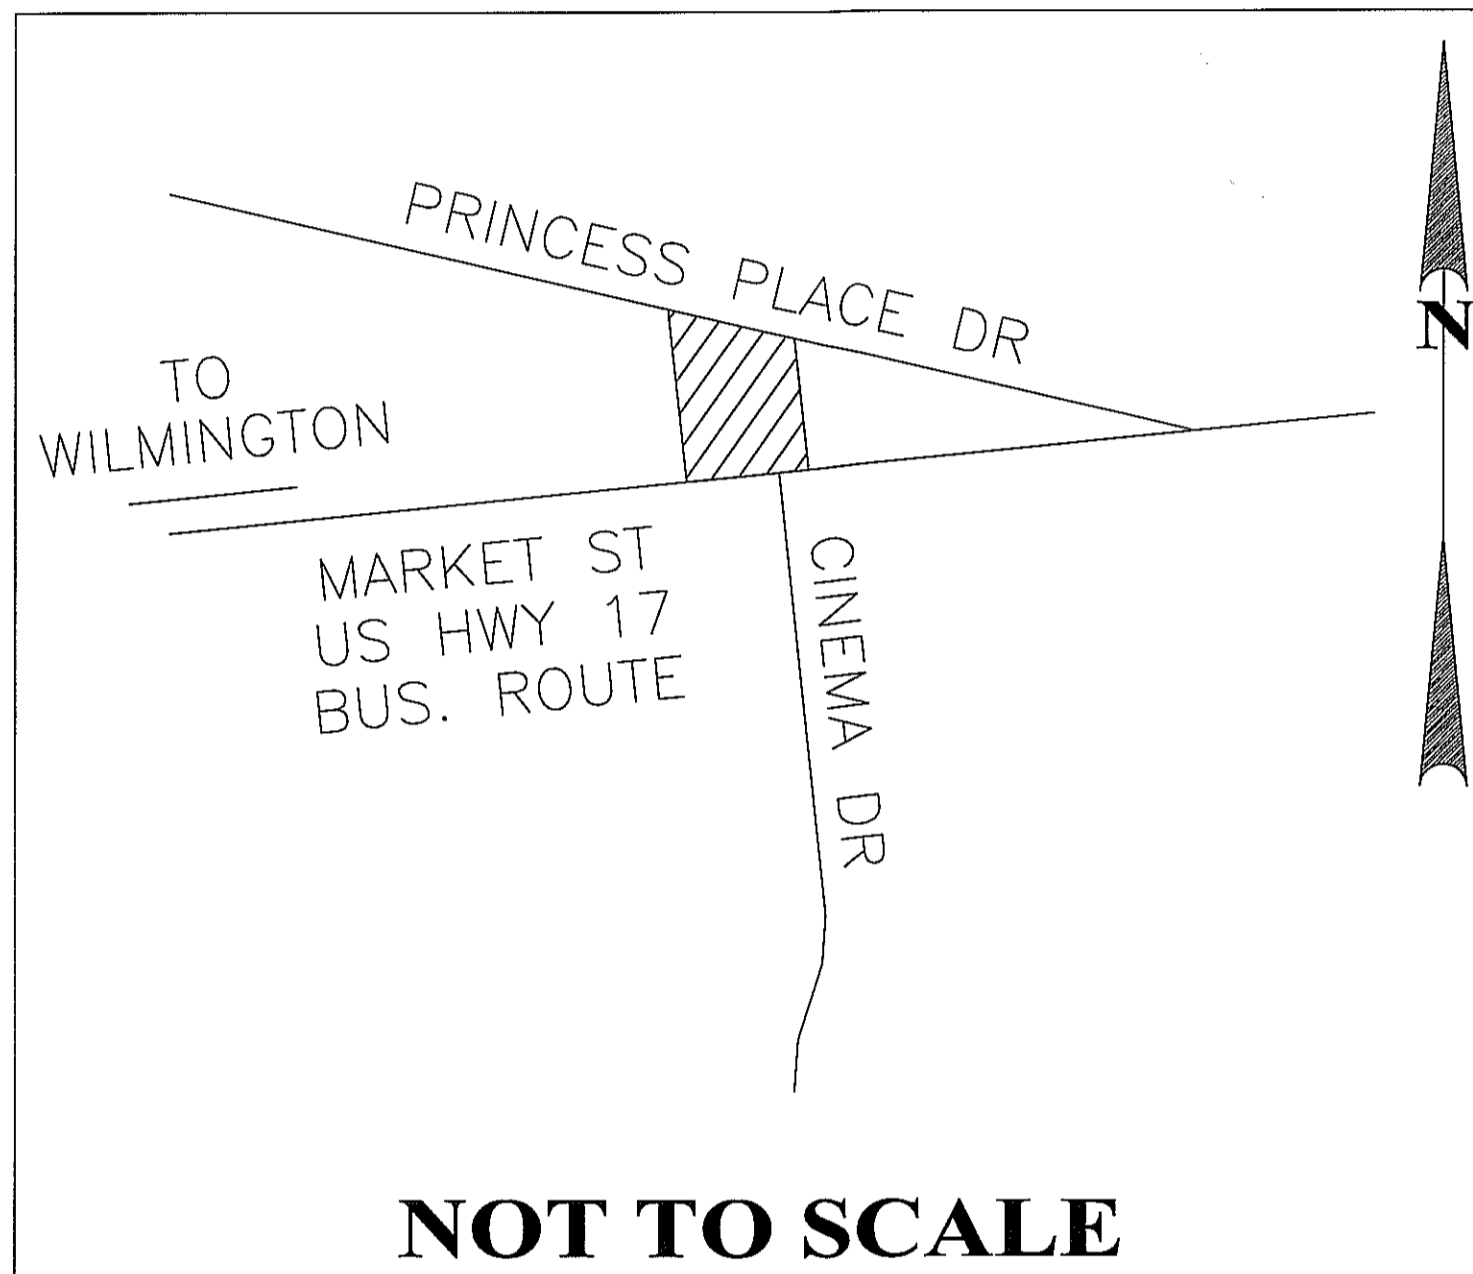 PRINCESS PLACE DR
N
TO
WILMINGTON
MARKET ST
US HWY 17
BUS. ROUTE
CINEMA DR
NOT TO SCALE